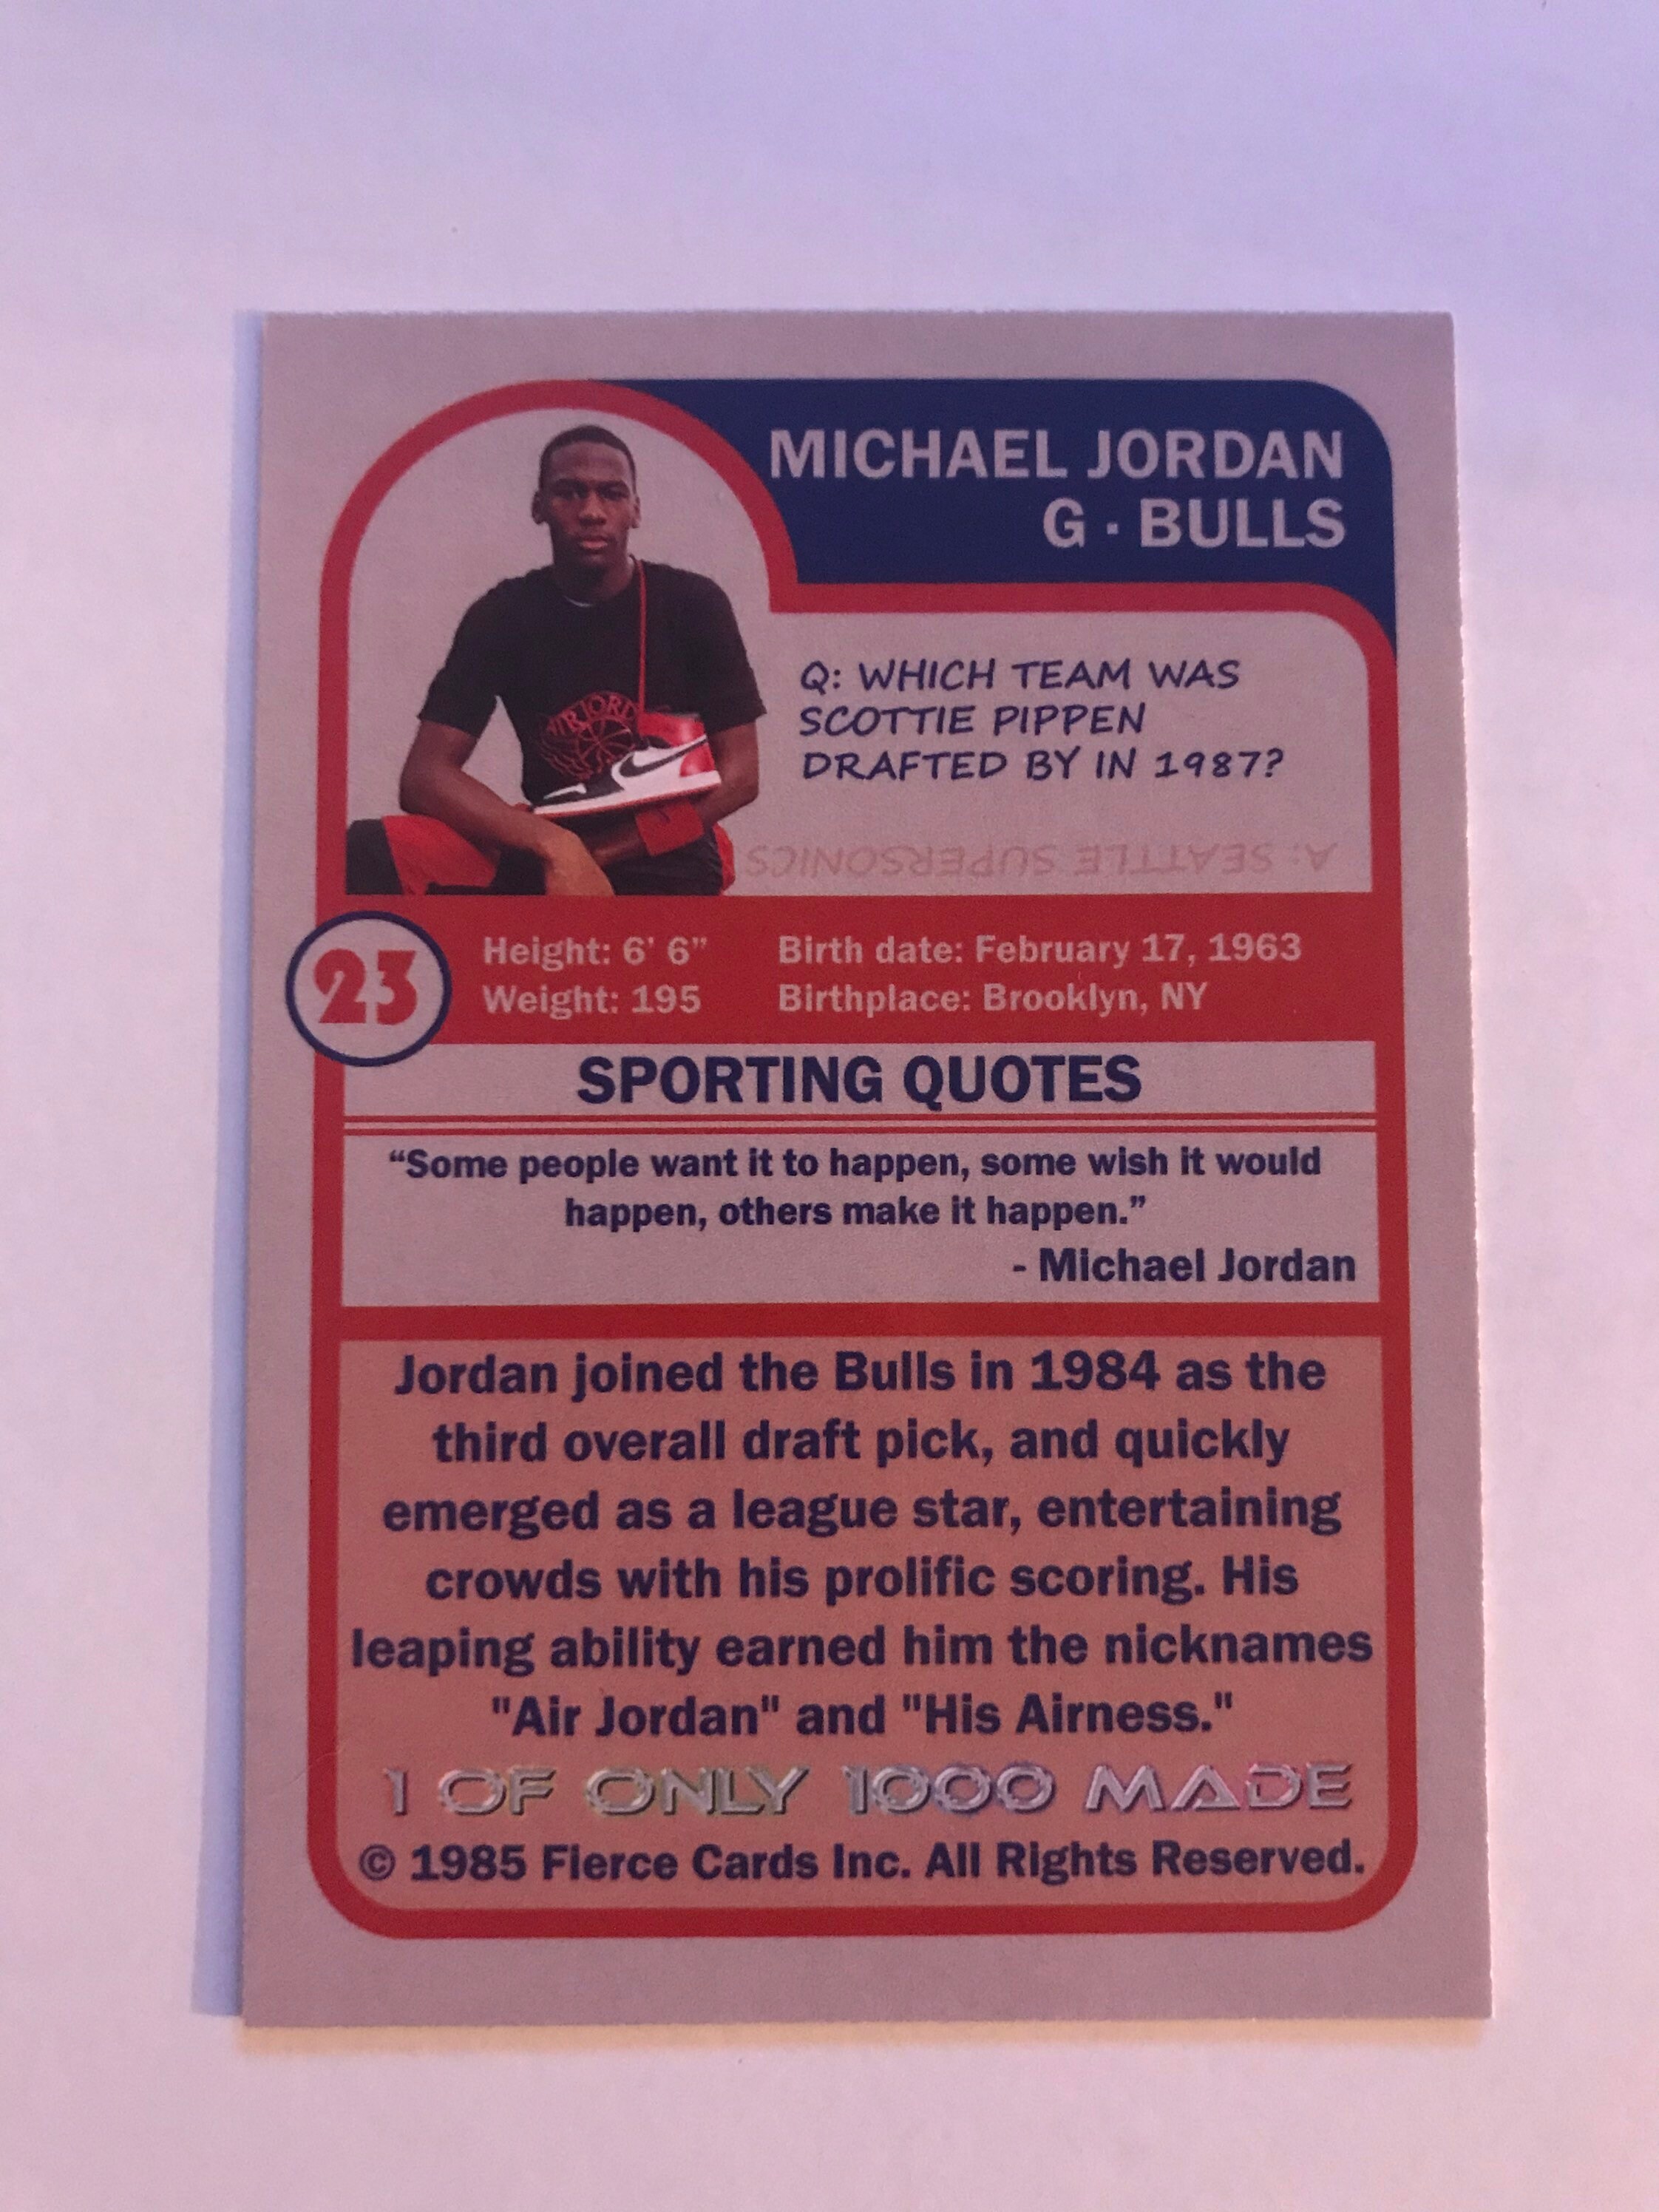 MICHAEL JORDAN
G · BULLS
AIR JORD
Q: WHICH TEAM WAS
SCOTTIE PIPPEN
DRAFTED BY IN 1987?
A: SEATTLE SUPERSONICS
23
Height: 6' 6” Birth date: February 17, 1963
Weight: 195 Birthplace: Brooklyn, NY
SPORTING QUOTES
“Some people want it to happen, some wish it would
happen, others make it happen.”
- Michael Jordan
Jordan joined the Bulls in 1984 as the
third overall draft pick, and quickly
emerged as a league star, entertaining
crowds with his prolific scoring. His
leaping ability earned him the nicknames
"Air Jordan" and "His Airness."
1 OF ONLY 1000 MADE
© 1985 Fierce Cards Inc. All Rights Reserved.